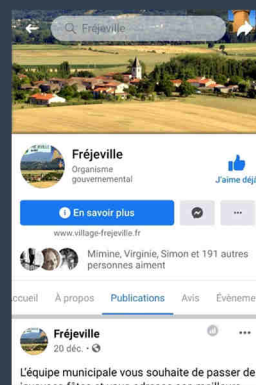 Fréjeville
Fréjeville
Organisme
gouvernemental
J'aime déjà
En savoir plus
www.village-frejeville.fr
Mimine, Virginie, Simon et 191 autres
personnes aiment
ccueil À propos Publications Avis Évèneme
Fréjeville
20 déc.
L'équipe municipale vous souhaite de passer de